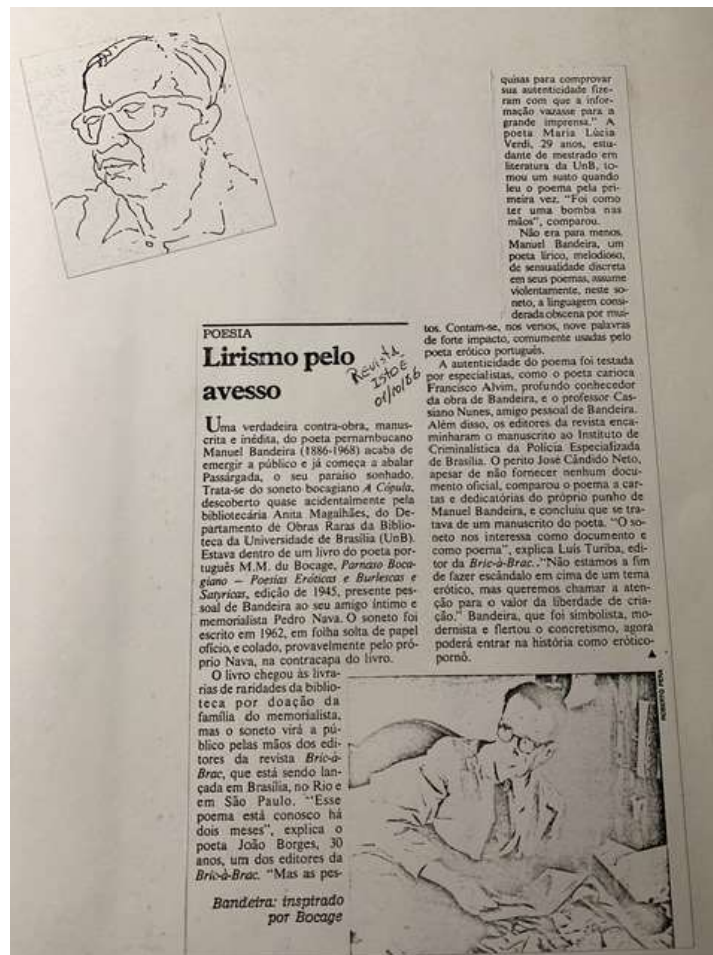 POESIA
Lirismo pelo
avesso
Revista
IstoÉ
01/10/86
Uma verdadeira contra-obra, manus-
crita e inédita, do poeta pernambucano
Manuel Bandeira (1886-1968) acaba de
emergir a público e já começa a abalar
Passárgada, o seu paraíso sonhado.
Trata-se do soneto bocagiano A Cópula,
descoberto quase acidentalmente pela
bibliotecária Anita Magalhães, do De-
partamento de Obras Raras da Biblio-
teca da Universidade de Brasília (UnB).
Estava dentro de um livro do poeta por-
tuguês M.M. du Bocage, Parnaso Boca-
giano — Poesias Eróticas e Burlescas e
Satyricas, edição de 1945, presente pes-
soal de Bandeira ao seu amigo íntimo e
memorialista Pedro Nava. O soneto foi
escrito em 1962, em folha solta de papel
ofício, e colado, provavelmente pelo pró-
prio Nava, na contracapa do livro.
O livro chegou às livra-
rias de raridades da biblio-
teca por doação da
família do memorialista,
mas o soneto virá a pú-
blico pelas mãos dos edi-
tores da revista Bric-à-
Brac, que está sendo lan-
çada em Brasília, no Rio e
em São Paulo. "Esse
poema está conosco há
dois meses", explica o
poeta João Borges, 30
anos, um dos editores da
Bric-à-Brac. "Mas as pes-
quisas para comprovar
sua autenticidade fize-
ram com que a infor-
mação vazasse para a
grande imprensa." A
poeta Maria Lúcia
Verdi, 29 anos, estu-
dante de mestrado em
literatura da UnB, to-
mou um susto quando
leu o poema pela pri-
meira vez. "Foi como
ter uma bomba nas
mãos", comparou.
Não era para menos.
Manuel Bandeira, um
poeta lírico, melodioso,
de sensualidade discreta
em seus poemas, assume
violentamente, neste so-
neto, a linguagem consi-
derada obscena por mui-
tos. Contam-se, nos versos, nove palavras
de forte impacto, comumente usadas pelo
poeta erótico português.
A autenticidade do poema foi testada
por especialistas, como o poeta carioca
Francisco Alvim, profundo conhecedor
da obra de Bandeira, e o professor Cas-
siano Nunes, amigo pessoal de Bandeira.
Além disso, os editores da revista enca-
minharam o manuscrito ao Instituto de
Criminalística da Polícia Especializada
de Brasília. O perito José Cândido Neto,
apesar de não fornecer nenhum docu-
mento oficial, comparou o poema a car-
tas e dedicatórias do próprio punho de
Manuel Bandeira, e concluiu que se tra-
tava de um manuscrito do poeta. "O so-
neto nos interessa como documento e
como poema", explica Luís Turiba, edi-
tor da Bric-à-Brac. "Não estamos a fim
de fazer escândalo em cima de um tema
erótico, mas queremos chamar a aten-
ção para o valor da liberdade de cria-
ção." Bandeira, que foi simbolista, mo-
dernista e flertou o concretismo, agora
poderá entrar na história como erótico-
pornô.
ROBERTO PERA
Bandeira: inspirado
por Bocage